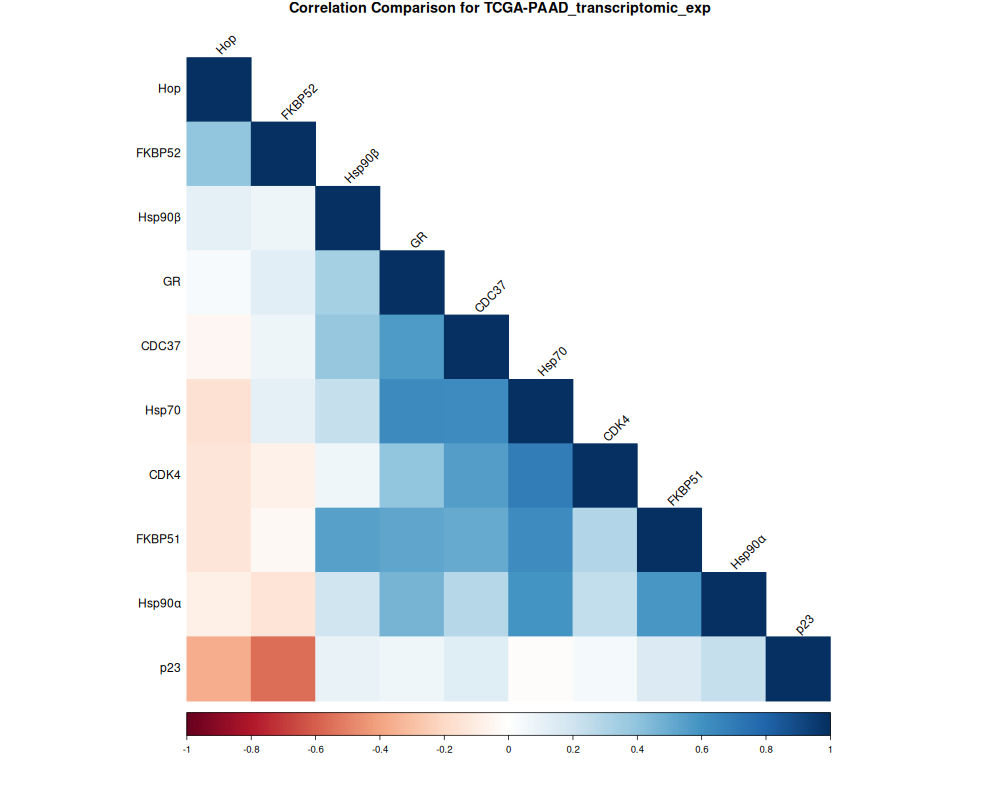 Correlation Comparison for TCGA-PAAD_transcriptomic_exp
Hop
Hop
FKBP52
FKBP52
Hsp90β
Hsp90β
GR
GR
CDC37
CDC37
Hsp70
Hsp70
CDK4
CDK4
FKBP51
FKBP51
Hsp90α
Hsp90α
p23
p23
-1 -0.8 -0.6 -0.4 -0.2 0 0.2 0.4 0.6 0.8 1